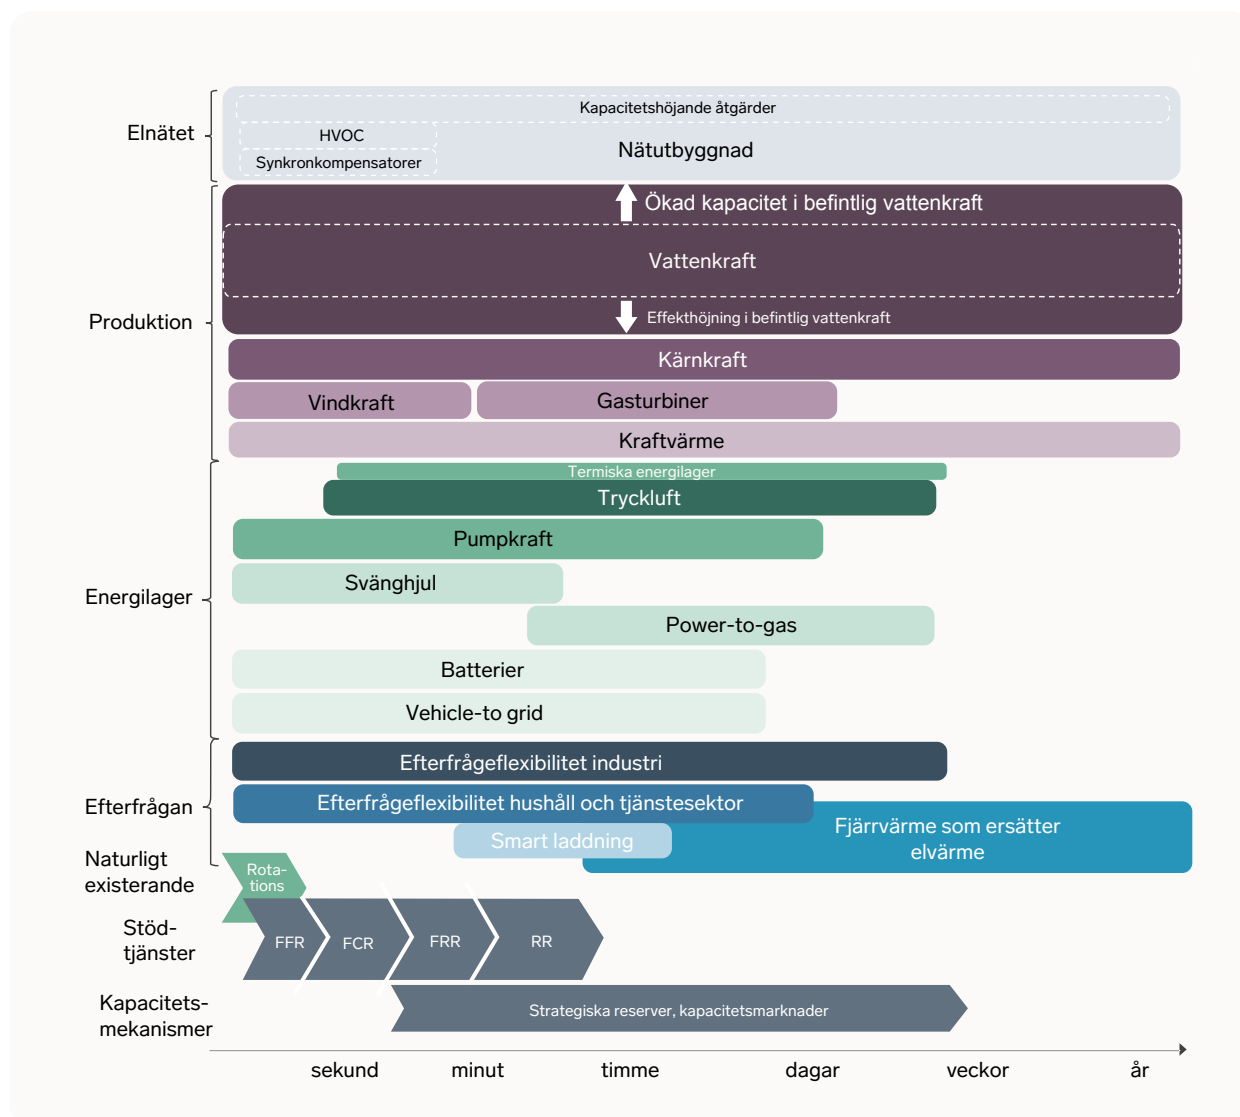 Kapacitetshöjande åtgärder
Elnätet
HVOC
Nätutbyggnad
Synkronkompensatorer
Ökad kapacitet i befintlig vattenkraft
Vattenkraft
Produktion
Effekthöjning i befintlig vattenkraft
Kärnkraft
Vindkraft
Gasturbiner
Kraftvärme
Termiska energilager
Tryckluft
Pumpkraft
Svänghjul
Energilager
Power-to-gas
Batterier
Vehicle-to grid
Efterfrågeflexibilitet industri
Efterfrågan
Efterfrågeflexibilitet hushåll och tjänstesektor
Fjärrvärme som ersätter
elvärme
Smart laddning
Naturligt
existerande
Rota-
tions
Stöd-
tjänster
FFR
FCR
FRR
RR
Kapacitets-
mekanismer
Strategiska reserver, kapacitetsmarknader
sekund
minut
timme
dagar
veckor
år